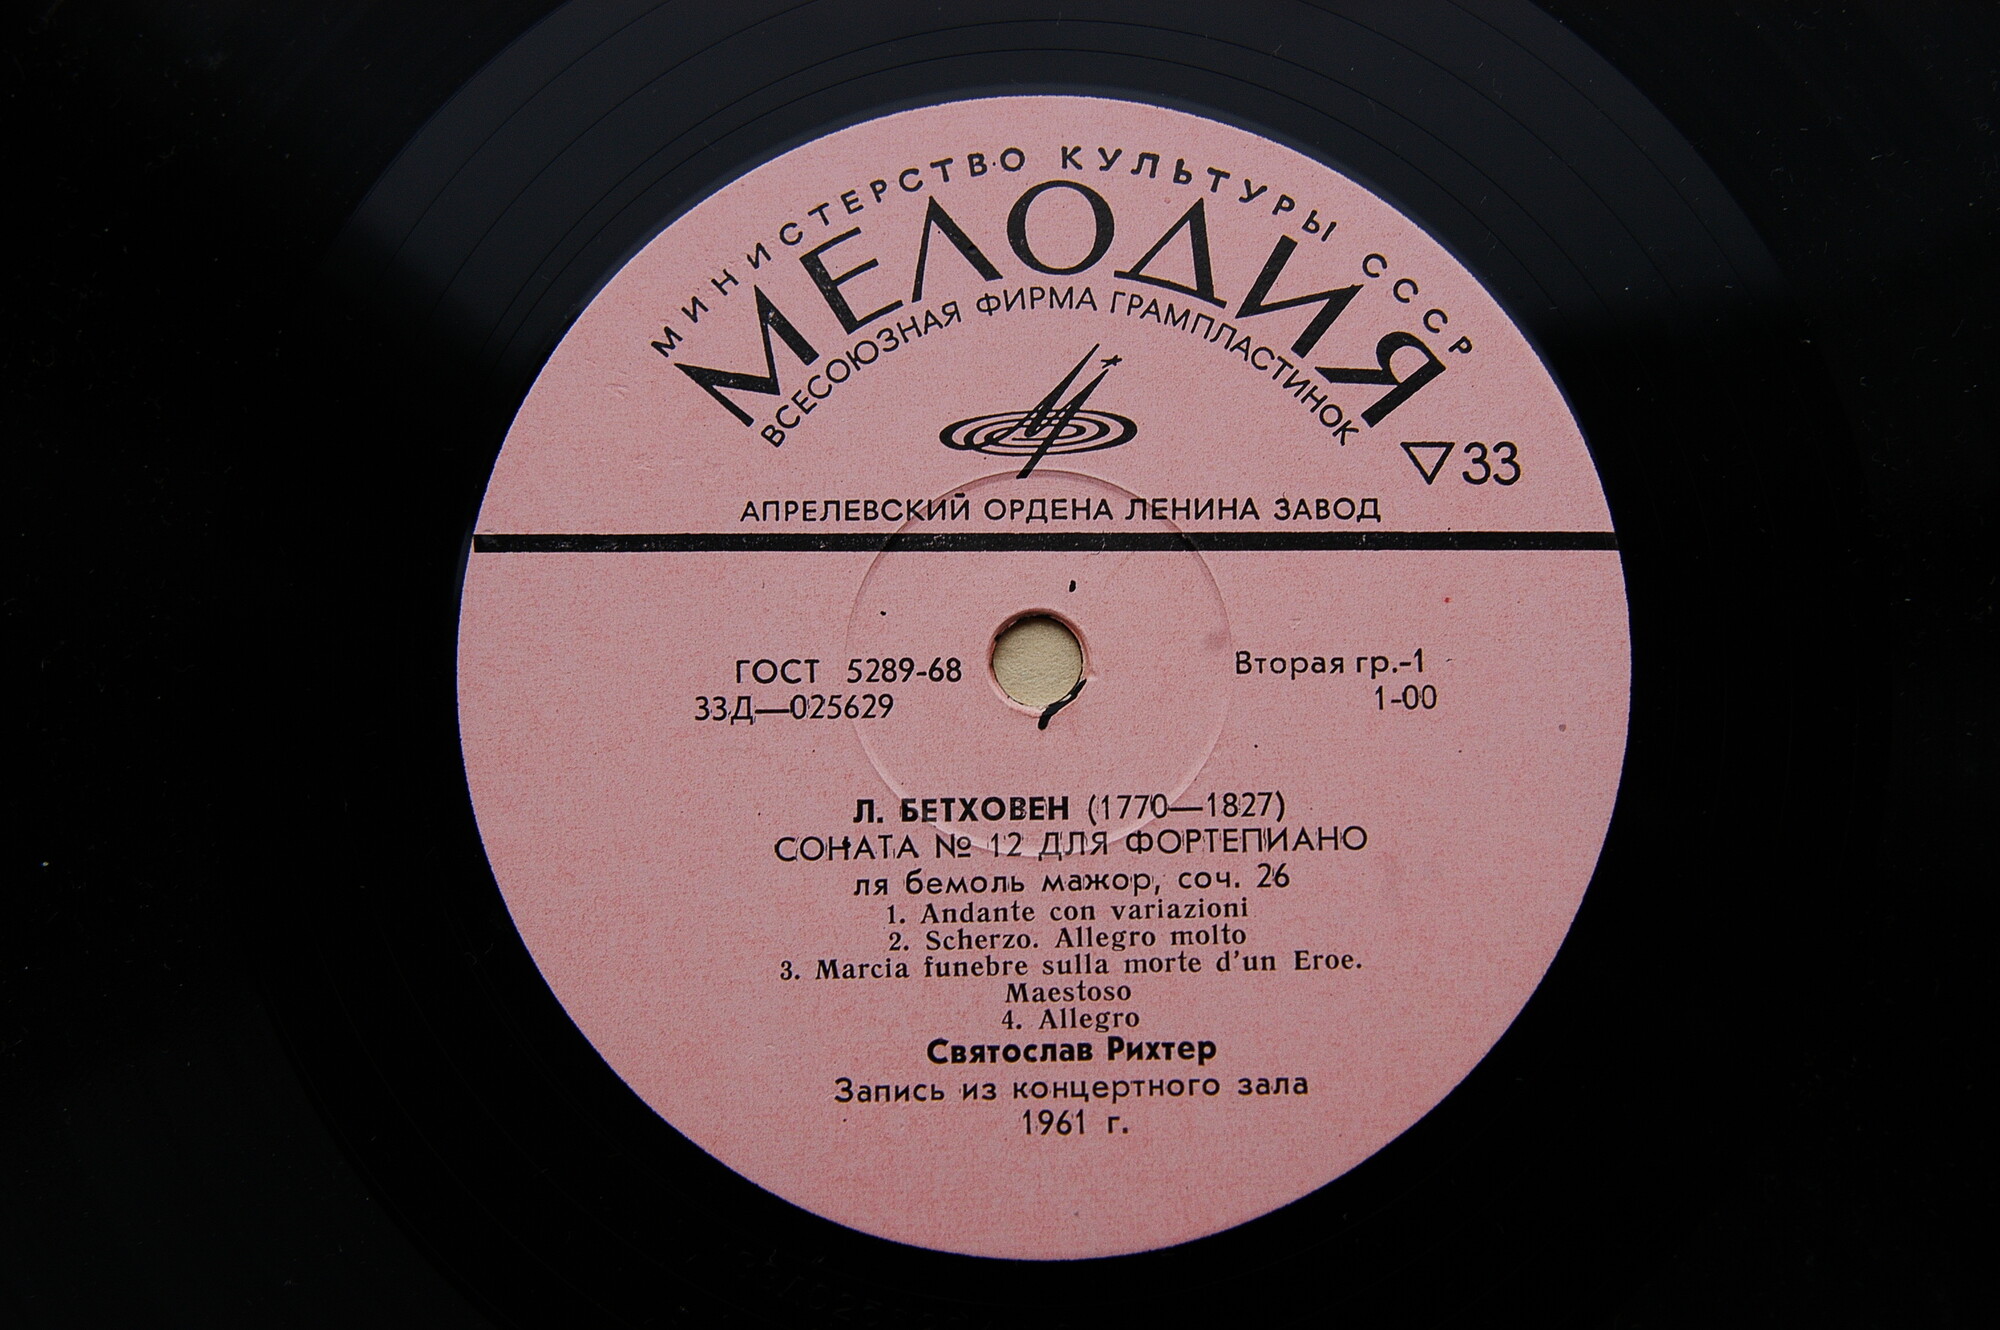 МИНИСТЕРСТВО КУЛЬТУРЫ СССР
МЕЛОДИЯ
ВСЕСОЮЗНАЯ ФИРМА ГРАМПЛАСТИНОК
▽33
АПРЕЛЕВСКИЙ ОРДЕНА ЛЕНИНА ЗАВОД
ГОСТ 5289-68
33Д—025629
Вторая гр.-1
1-00
Л. БЕТХОВЕН (1770—1827)
СОНАТА № 12 ДЛЯ ФОРТЕПИАНО
ля бемоль мажор, соч. 26
1. Andante con variazioni
2. Scherzo. Allegro molto
3. Marcia funebre sulla morte d'un Eroe.
Maestoso
4. Allegro
Святослав Рихтер
Запись из концертного зала
1961 г.